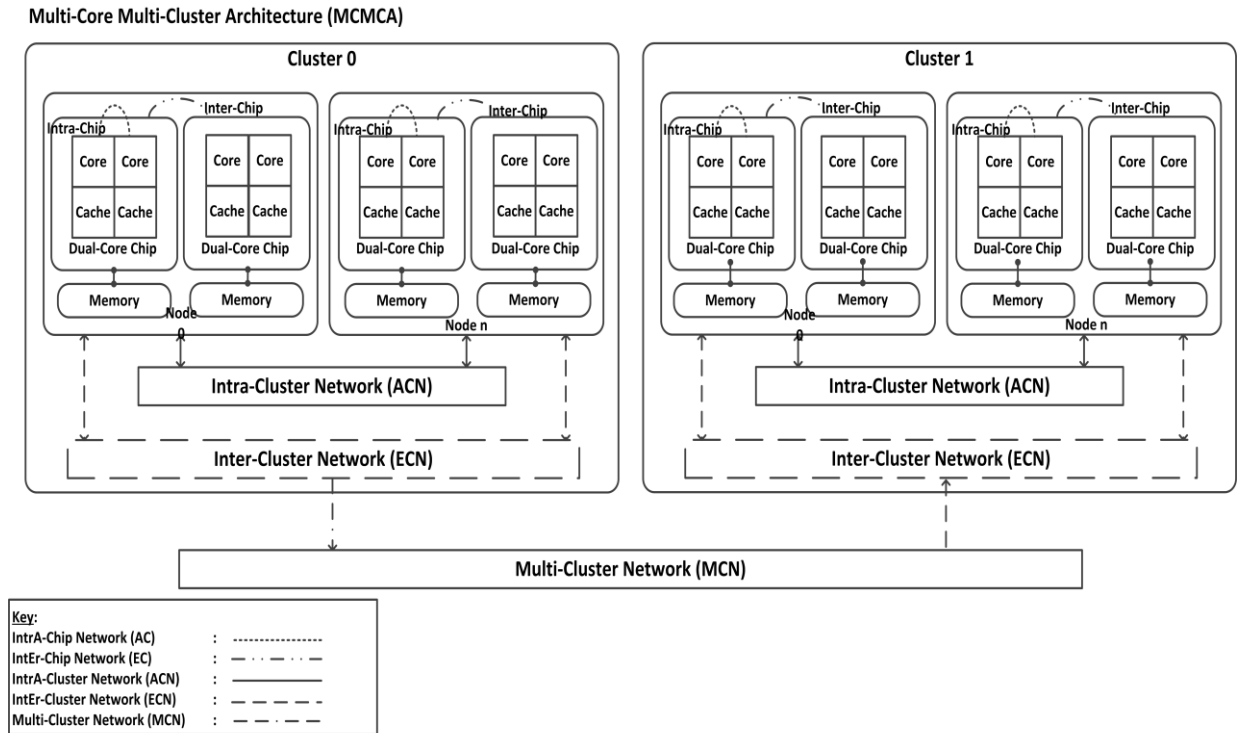 Multi-Core Multi-Cluster Architecture (MCMCA)
Cluster 0
Inter-Chip
Intra-Chip
Core Core
Cache Cache
Dual-Core Chip
Memory
Core Core
Cache Cache
Dual-Core Chip
Memory
Node
0
Inter-Chip
Intra-Chip
Core Core
Cache Cache
Dual-Core Chip
Memory
Core Core
Cache Cache
Dual-Core Chip
Memory
Node n
Intra-Cluster Network (ACN)
Inter-Cluster Network (ECN)
Cluster 1
Inter-Chip
Intra-Chip
Core Core
Cache Cache
Dual-Core Chip
Memory
Core Core
Cache Cache
Dual-Core Chip
Memory
Node
0
Inter-Chip
Intra-Chip
Core Core
Cache Cache
Dual-Core Chip
Memory
Core Core
Cache Cache
Dual-Core Chip
Memory
Node n
Intra-Cluster Network (ACN)
Inter-Cluster Network (ECN)
Multi-Cluster Network (MCN)
Key:
IntrA-Chip Network (AC) :
IntEr-Chip Network (EC) :
IntrA-Cluster Network (ACN) :
IntEr-Cluster Network (ECN) :
Multi-Cluster Network (MCN) :